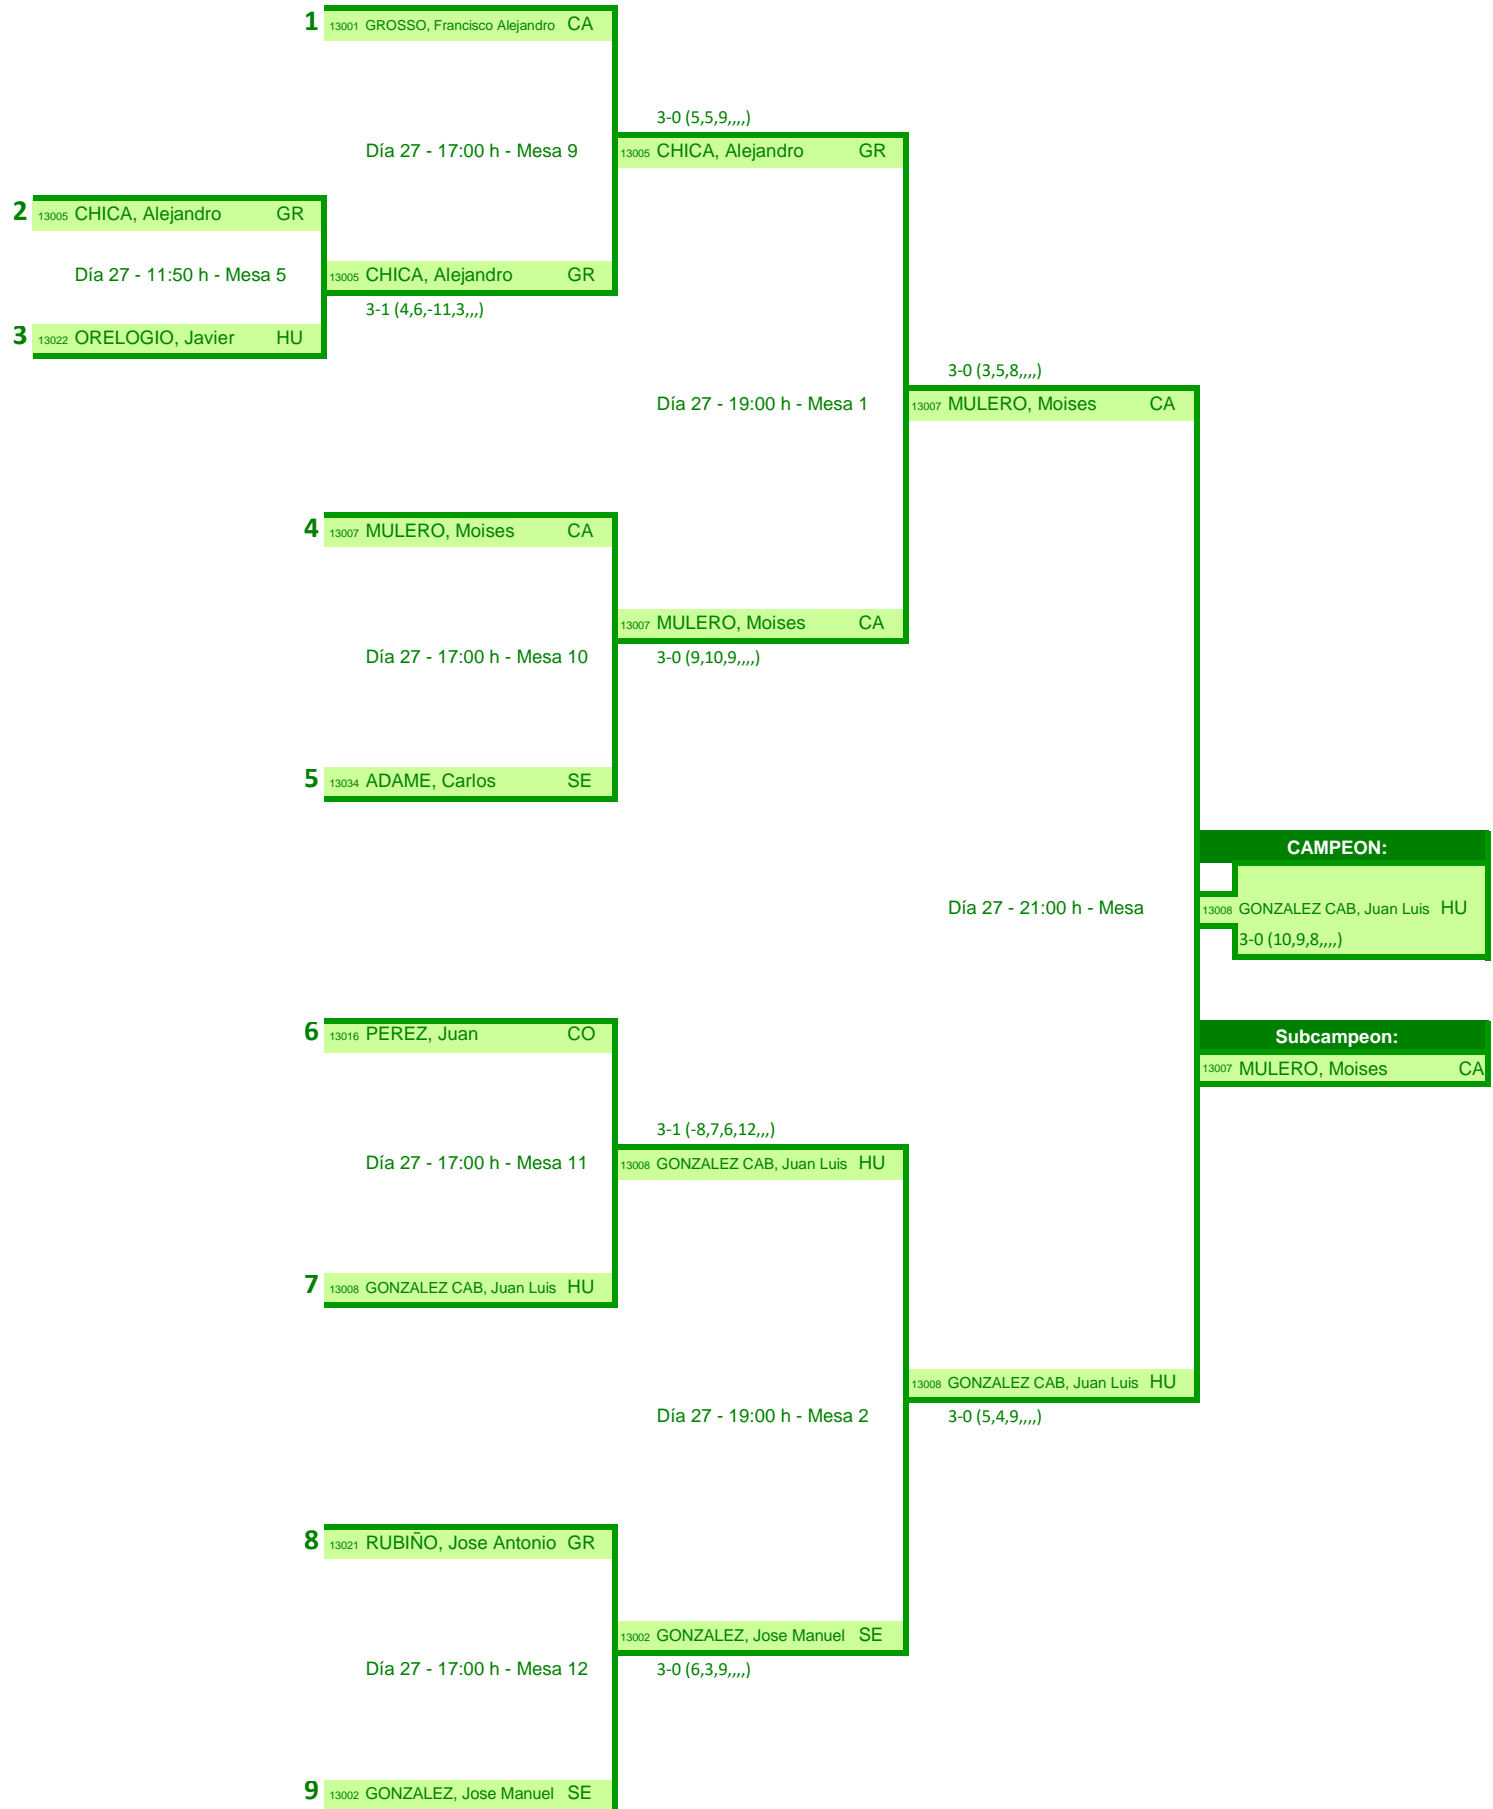 1 13001 GROSSO, Francisco Alejandro CA
3-0 (5,5,9,,,,)
Día 27 - 17:00 h - Mesa 9
13005 CHICA, Alejandro GR
2 13005 CHICA, Alejandro GR
Día 27 - 11:50 h - Mesa 5
13005 CHICA, Alejandro GR
3-1 (4,6,-11,3,,,)
3 13022 ORELOGIO, Javier HU
3-0 (3,5,8,,,,)
Día 27 - 19:00 h - Mesa 1
13007 MULERO, Moises CA
4 13007 MULERO, Moises CA
13007 MULERO, Moises CA
Día 27 - 17:00 h - Mesa 10
3-0 (9,10,9,,,,)
5 13034 ADAME, Carlos SE
CAMPEON:
Día 27 - 21:00 h - Mesa
13008 GONZALEZ CAB, Juan Luis HU
3-0 (10,9,8,,,,)
6 13016 PEREZ, Juan CO
Subcampeon:
13007 MULERO, Moises CA
3-1 (-8,7,6,12,,,)
Día 27 - 17:00 h - Mesa 11
13008 GONZALEZ CAB, Juan Luis HU
7 13008 GONZALEZ CAB, Juan Luis HU
13008 GONZALEZ CAB, Juan Luis HU
Día 27 - 19:00 h - Mesa 2
3-0 (5,4,9,,,,)
8 13021 RUBIÑO, Jose Antonio GR
13002 GONZALEZ, Jose Manuel SE
Día 27 - 17:00 h - Mesa 12
3-0 (6,3,9,,,,)
9 13002 GONZALEZ, Jose Manuel SE